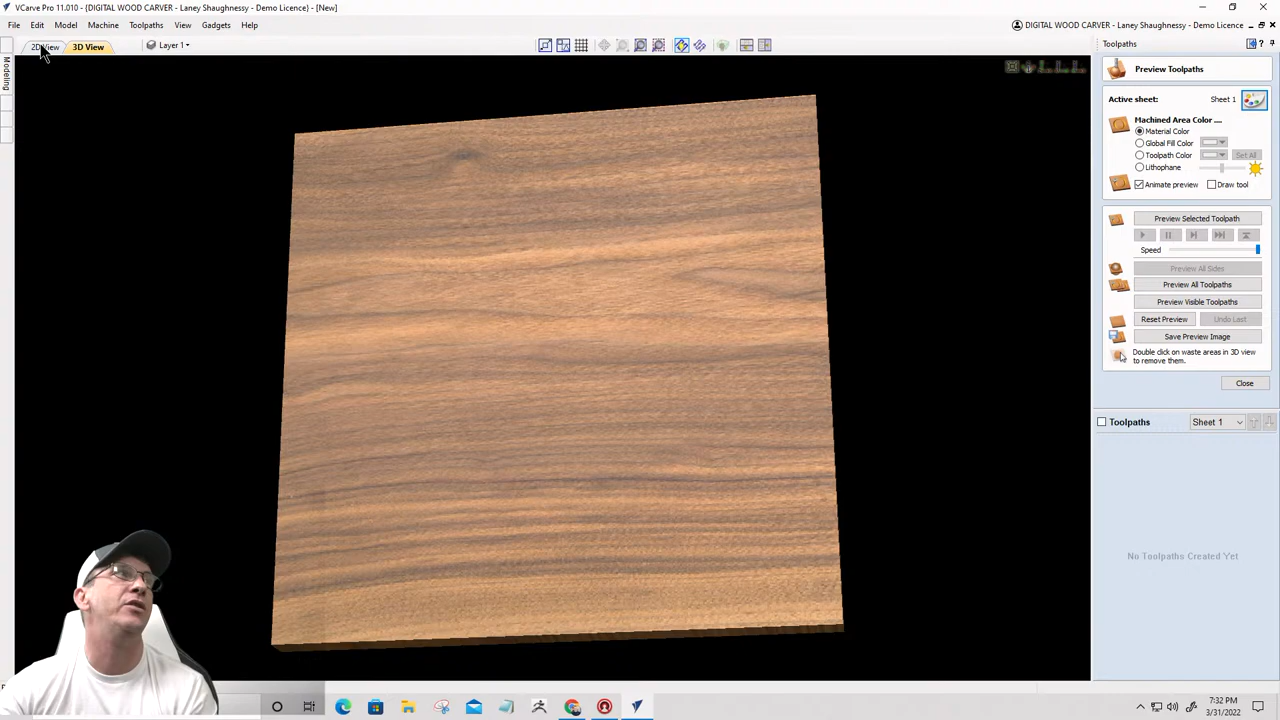 VCarve Pro 11.010 - {DIGITAL WOOD CARVER - Laney Shaughnessy - Demo Licence} - [New]
File Edit Model Machine Toolpaths View Gadgets Help
DIGITAL WOOD CARVER - Laney Shaughnessy - Demo Licence
2D View 3D View Layer 1
Modeling
Toolpaths
Preview Toolpaths
Active sheet: Sheet 1
Machined Area Color ....
Material Color
Global Fill Color
Toolpath Color Set All
Lithophane
Animate preview Draw tool
Preview Selected Toolpath
Speed
Preview All Sides
Preview All Toolpaths
Preview Visible Toolpaths
Reset Preview Undo Last
Save Preview Image
Double click on waste areas in 3D view
to remove them.
Close
Toolpaths Sheet 1
No Toolpaths Created Yet
7:32 PM
3/31/2022